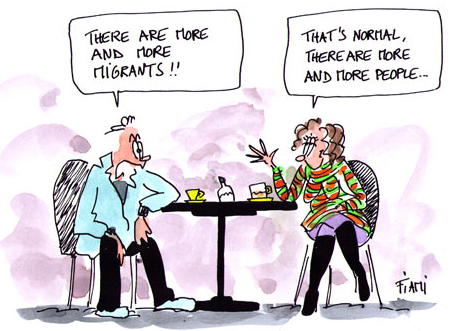 THERE ARE MORE
AND MORE
MIGRANTS!!
THAT'S NORMAL,
THERE ARE MORE
AND MORE PEOPLE...
Fiami